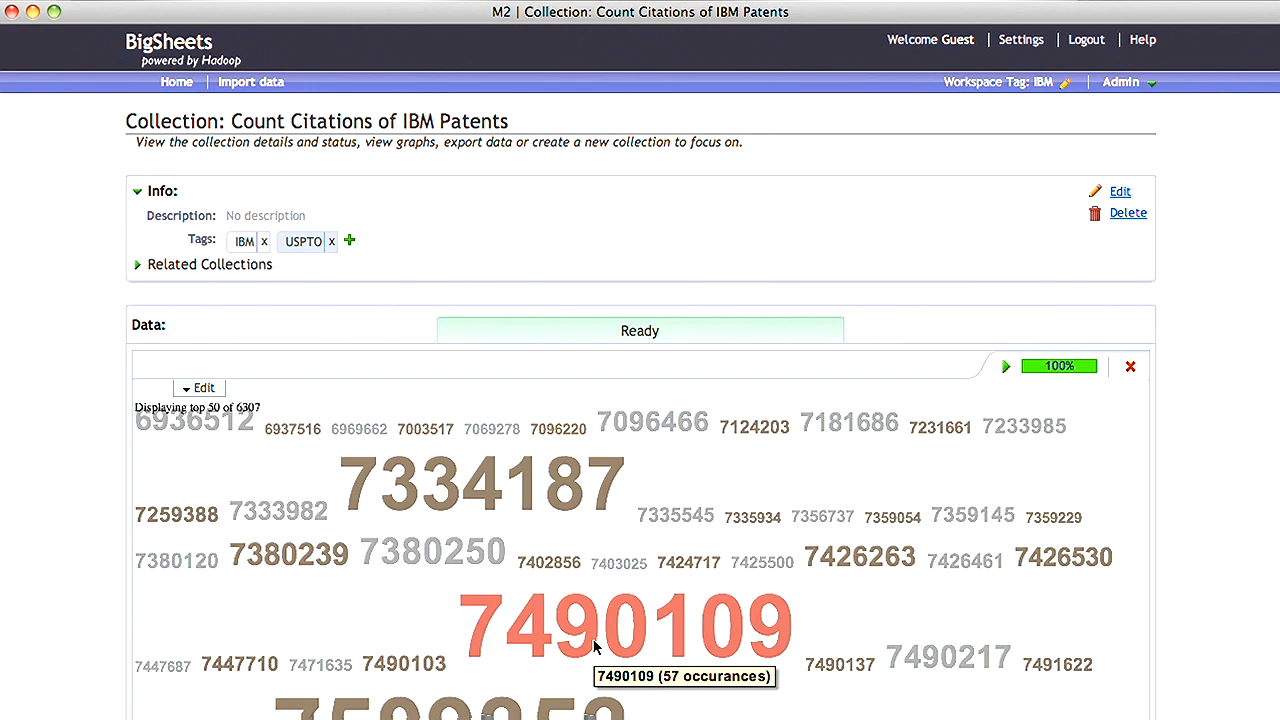 M2 | Collection: Count Citations of IBM Patents
BigSheets
powered by Hadoop
Welcome Guest Settings Logout Help
Home Import data Workspace Tag: IBM Admin
Collection: Count Citations of IBM Patents
View the collection details and status, view graphs, export data or create a new collection to focus on.
Info: Edit
Description: No description Delete
Tags: IBM x USPTO x
Related Collections
Data: Ready
100%
Edit
Displaying top 50 of 6307
6936512 6937516 6969662 7003517 7069278 7096220 7096466 7124203 7181686 7231661 7233985
7259388 7333982 7334187 7335545 7335934 7356737 7359054 7359145 7359229
7380120 7380239 7380250 7402856 7403025 7424717 7425500 7426263 7426461 7426530
7447687 7447710 7471635 7490103 7490109 7490137 7490217 7491622
7490109 (57 occurances)